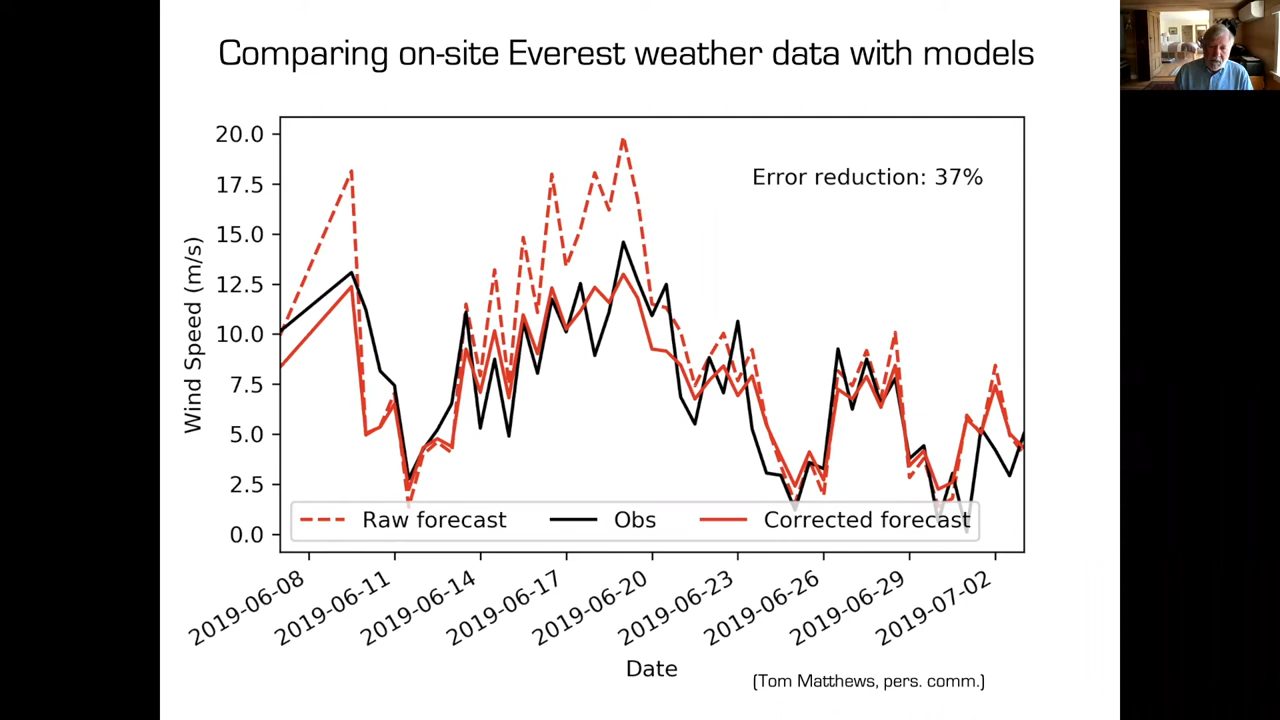 Comparing on-site Everest weather data with models
20.0
17.5
15.0
12.5
10.0
7.5
5.0
2.5
0.0
Wind Speed (m/s)
Error reduction: 37%
Raw forecast
Obs
Corrected forecast
2019-06-08
2019-06-11
2019-06-14
2019-06-17
2019-06-20
2019-06-23
2019-06-26
2019-06-29
2019-07-02
Date
(Tom Matthews, pers. comm.)